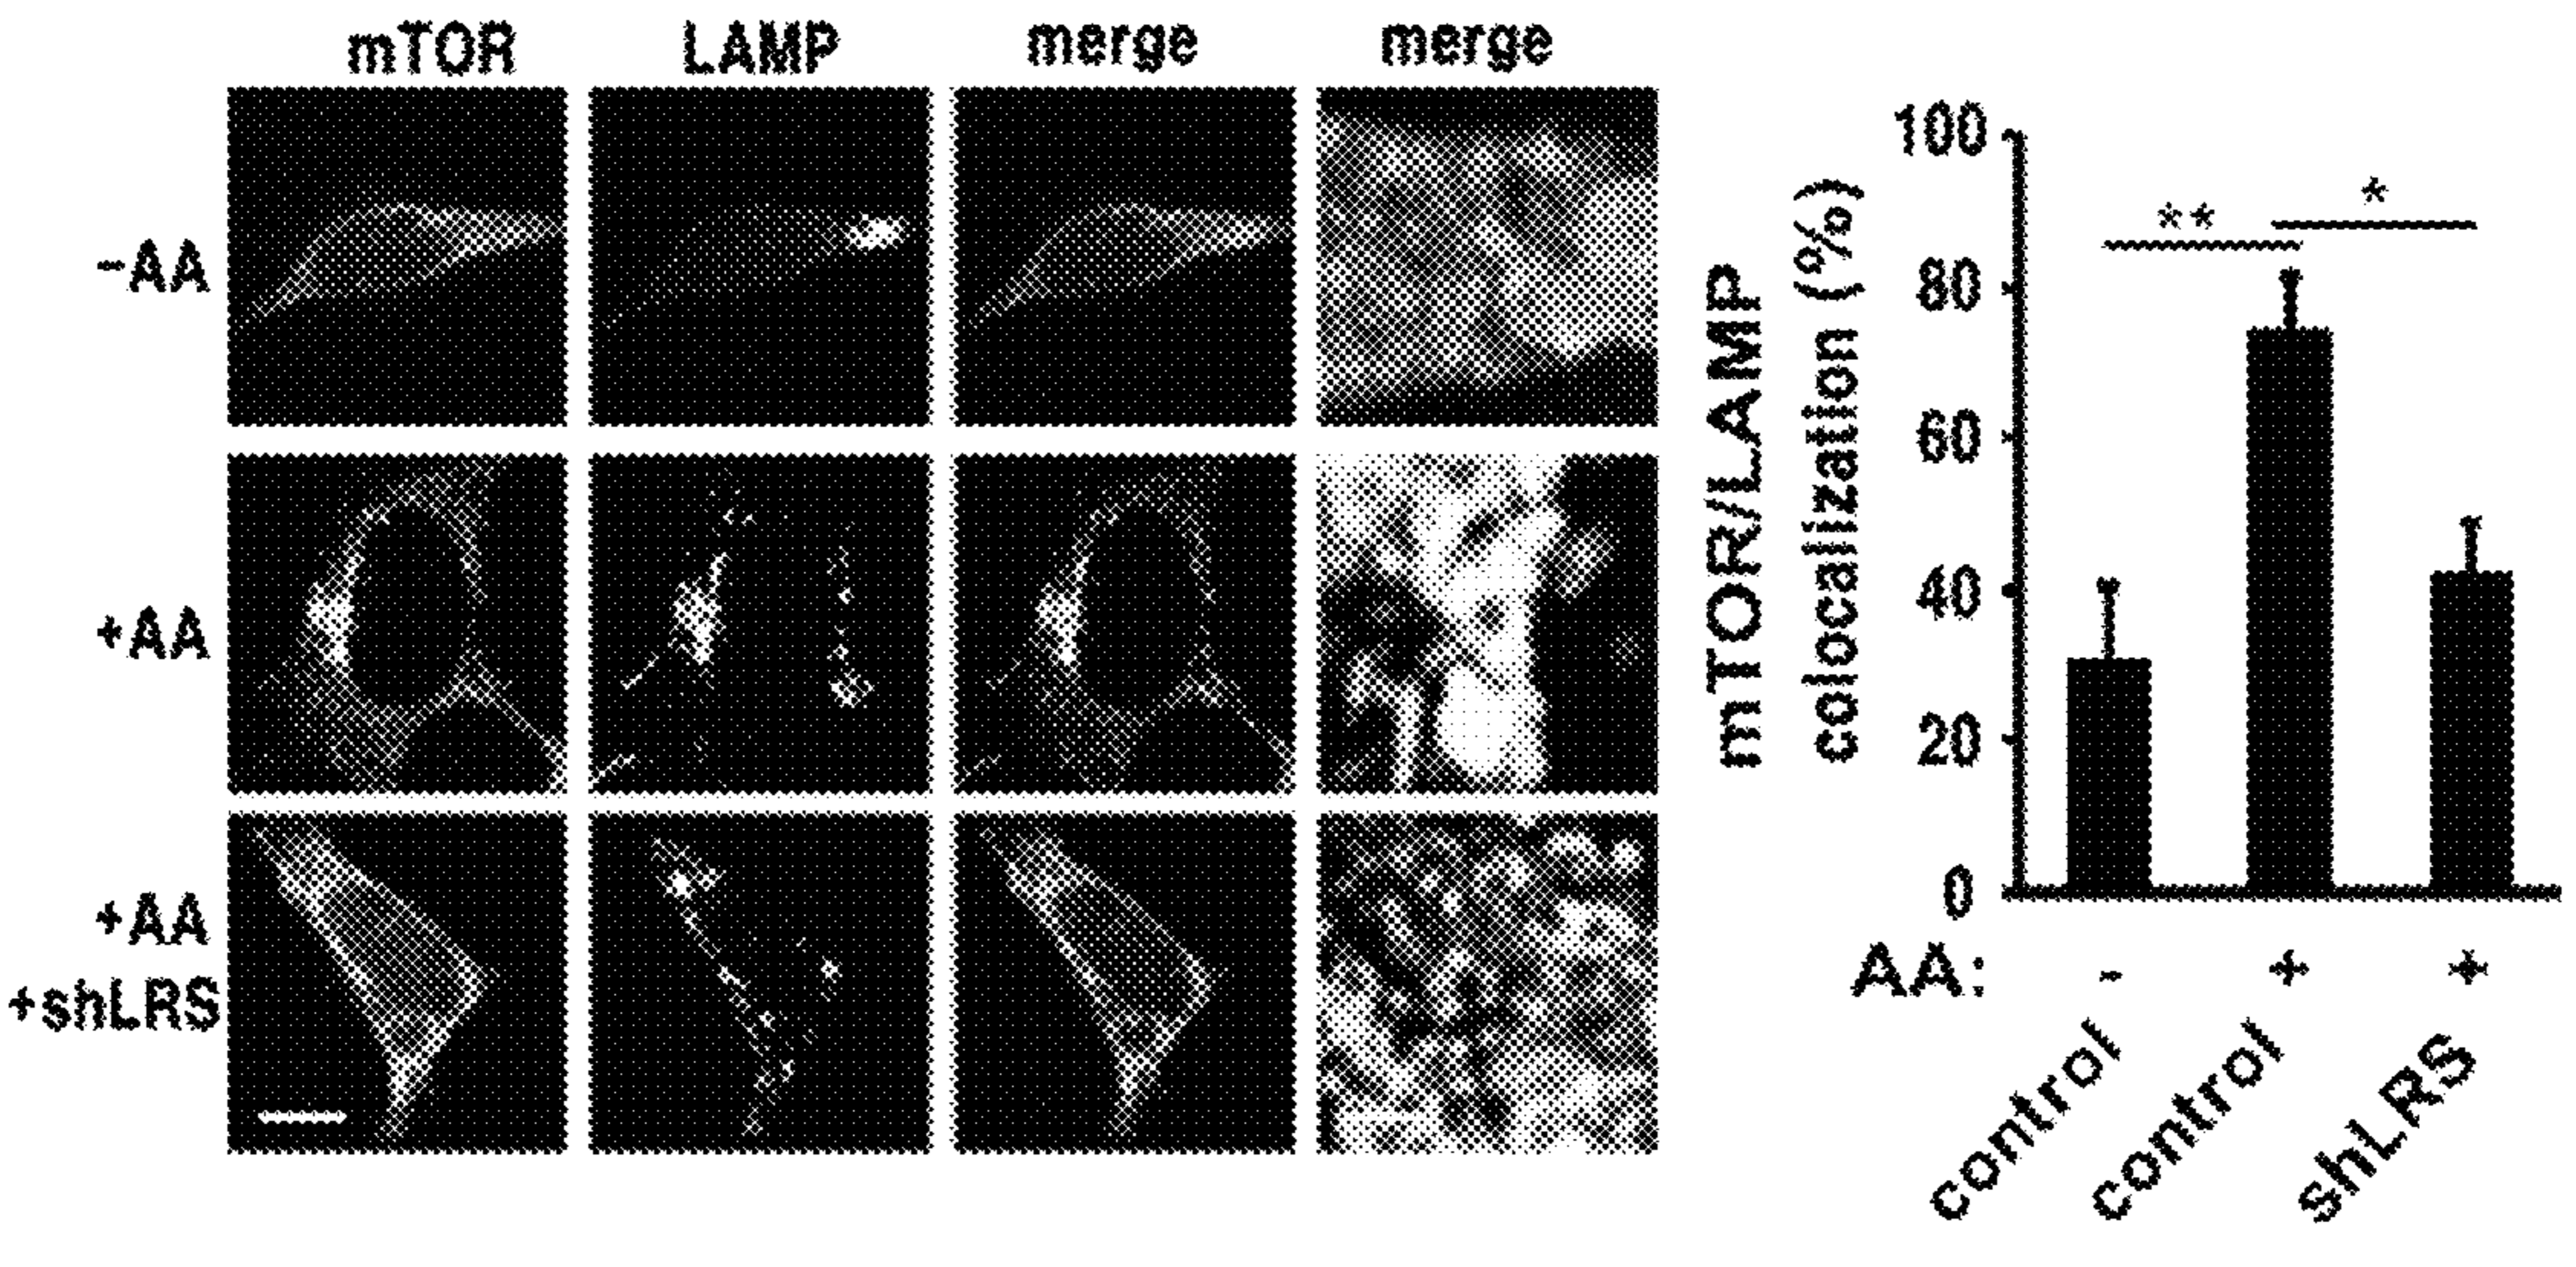 mTOR LAMP merge merge
-AA
+AA
+AA
+shLRS
mTOR/LAMP
colocalization (%)
100
80
60
40
20
0
** *
AA: - + +
control control shLRS